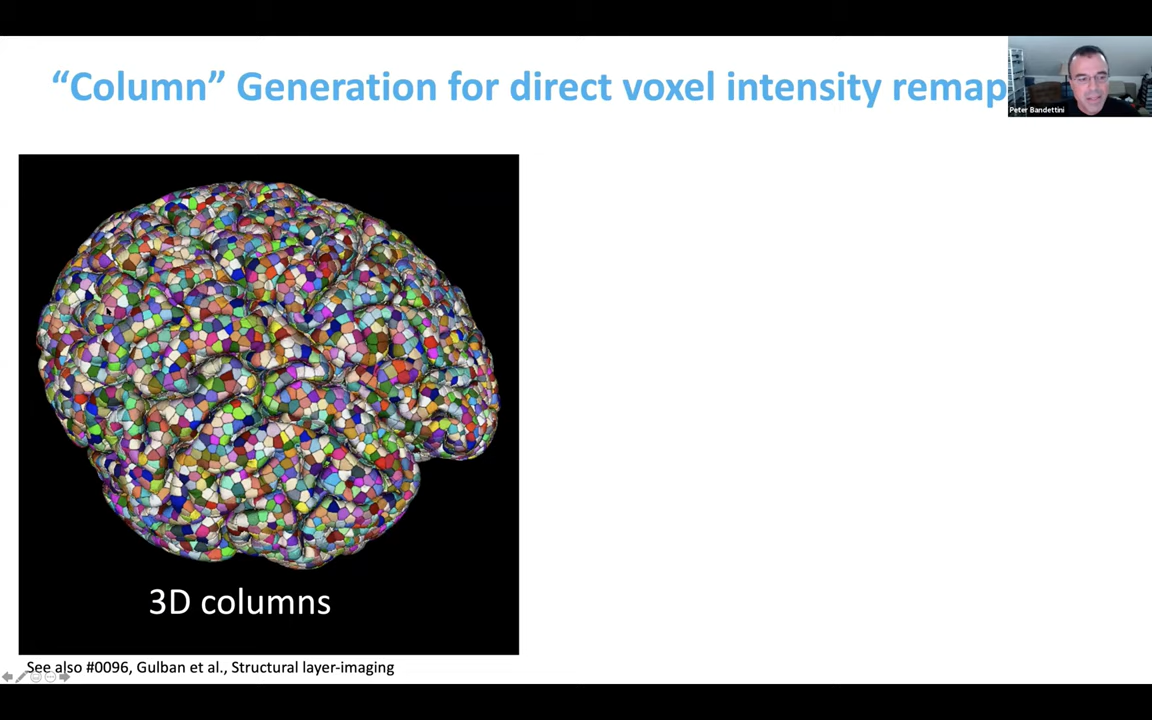 “Column” Generation for direct voxel intensity remap
Peter Bandettini
3D columns
See also #0096, Gulban et al., Structural layer-imaging